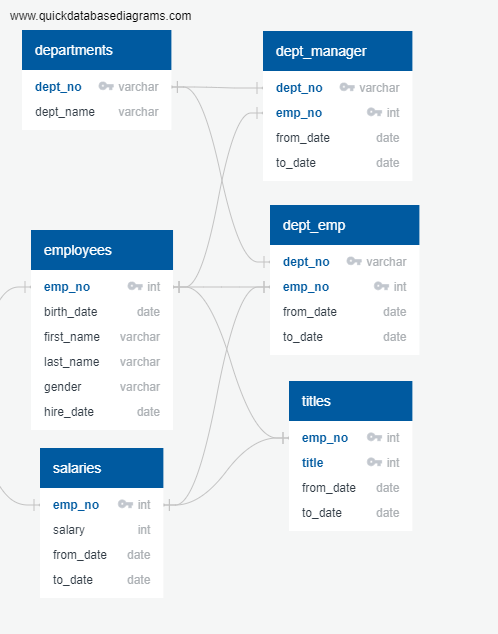 www.quickdatabasediagrams.com
departments
dept_no varchar
dept_name varchar
dept_manager
dept_no varchar
emp_no int
from_date date
to_date date
dept_emp
dept_no varchar
emp_no int
from_date date
to_date date
employees
emp_no int
birth_date date
first_name varchar
last_name varchar
gender varchar
hire_date date
titles
emp_no int
title int
from_date date
to_date date
salaries
emp_no int
salary int
from_date date
to_date date